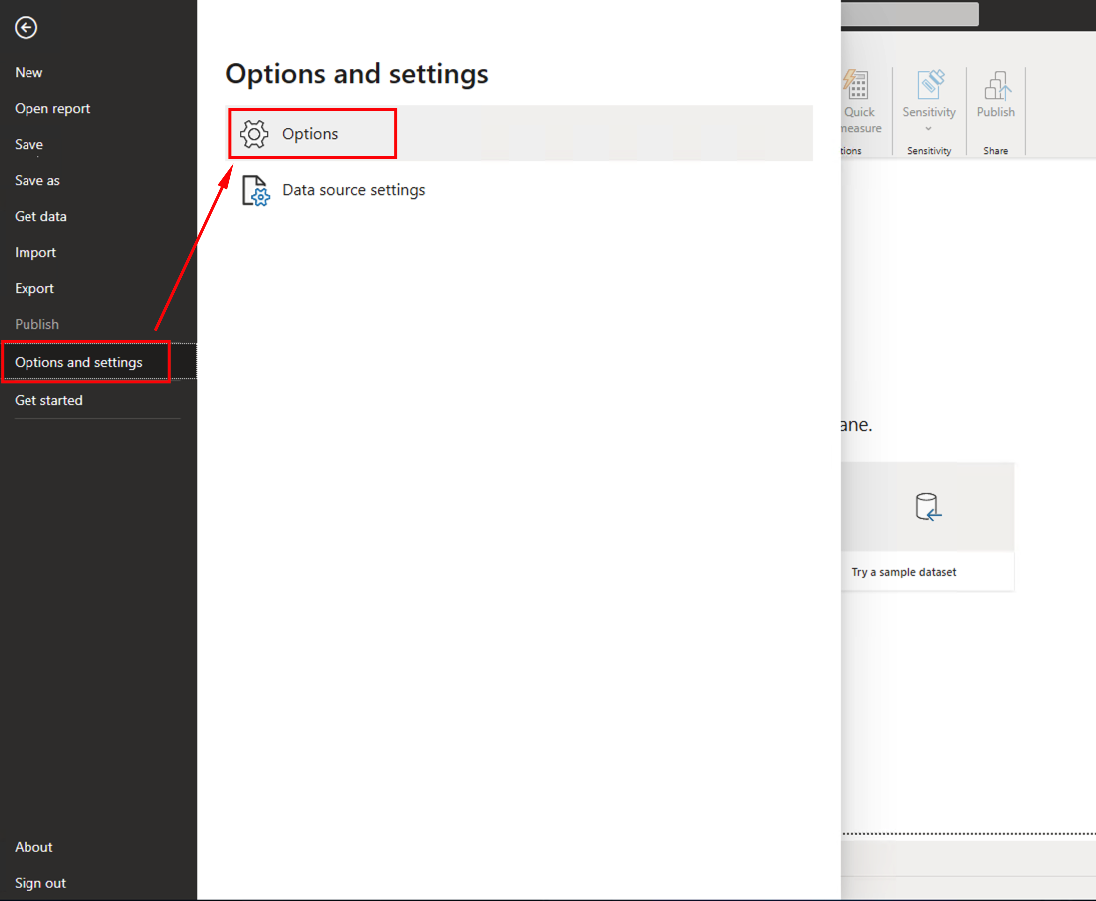 New
Open report
Save
Save as
Get data
Import
Export
Publish
Options and settings
Get started
About
Sign out
Options and settings
Options
Data source settings
Quick
measure
Sensitivity
Publish
tions
Sensitivity
Share
ane.
Try a sample dataset